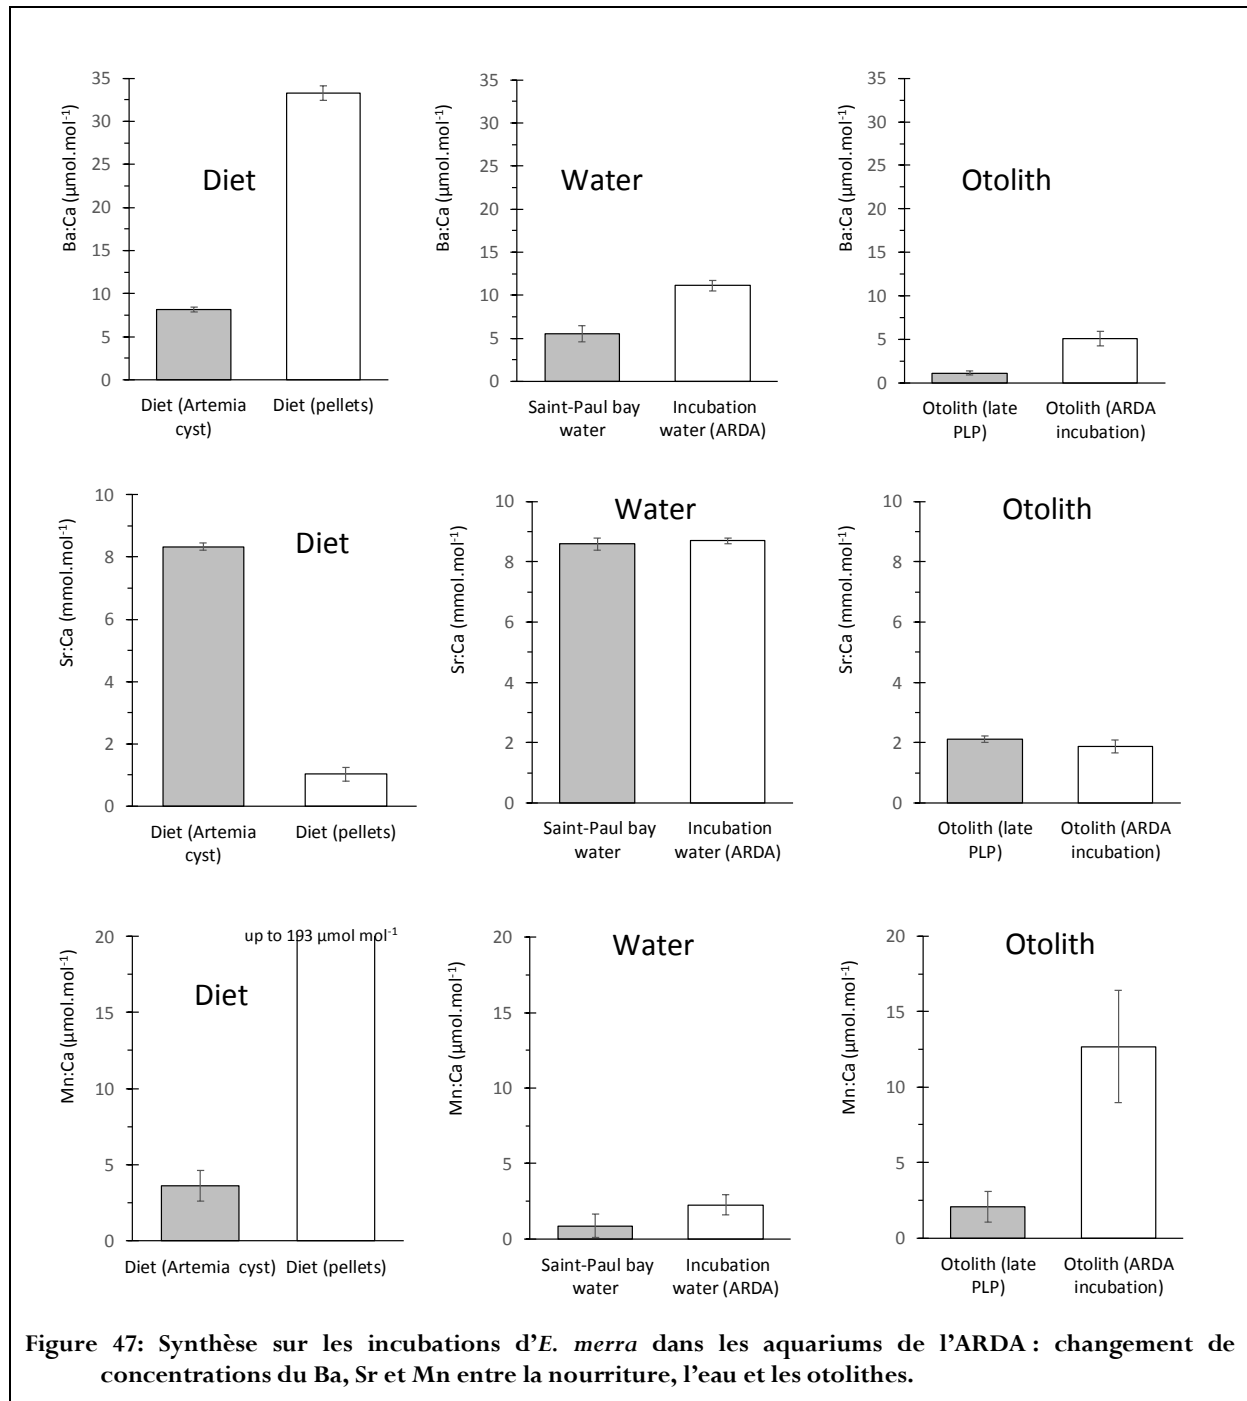 Ba:Ca (µmol.mol-1)
35
30
25
20
15
10
5
0
Diet
Diet (Artemia
cyst)
Diet (pellets)
Ba:Ca (µmol.mol-1)
35
30
25
20
15
10
5
0
Water
Saint-Paul bay
water
Incubation
water (ARDA)
Ba:Ca (µmol.mol-1)
35
30
25
20
15
10
5
0
Otolith
Otolith (late
PLP)
Otolith (ARDA
incubation)
Sr:Ca (mmol.mol-1)
10
8
6
4
2
0
Diet
Diet (Artemia
cyst)
Diet (pellets)
Sr:Ca (mmol.mol-1)
10
8
6
4
2
0
Water
Saint-Paul bay
water
Incubation
water (ARDA)
Sr:Ca (mmol.mol-1)
10
8
6
4
2
0
Otolith
Otolith (late
PLP)
Otolith (ARDA
incubation)
Mn:Ca (µmol.mol-1)
20
15
10
5
0
up to 193 µmol mol-1
Diet
Diet (Artemia cyst)
Diet (pellets)
Mn:Ca (µmol.mol-1)
20
15
10
5
0
Water
Saint-Paul bay
water
Incubation
water (ARDA)
Mn:Ca (µmol.mol-1)
20
15
10
5
0
Otolith
Otolith (late
PLP)
Otolith (ARDA
incubation)
Figure 47: Synthèse sur les incubations d’E. merra dans les aquariums de l’ARDA : changement de
concentrations du Ba, Sr et Mn entre la nourriture, l’eau et les otolithes.